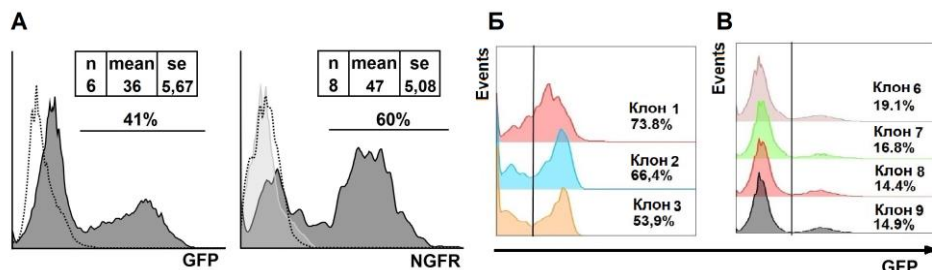 А
n mean se
6 36 5,67
41%
GFP
n mean se
8 47 5,08
60%
NGFR
Б
Events
Клон 1
73.8%
Клон 2
66,4%
Клон 3
53,9%
В
Events
Клон 6
19.1%
Клон 7
16.8%
Клон 8
14.4%
Клон 9
14.9%
GFP